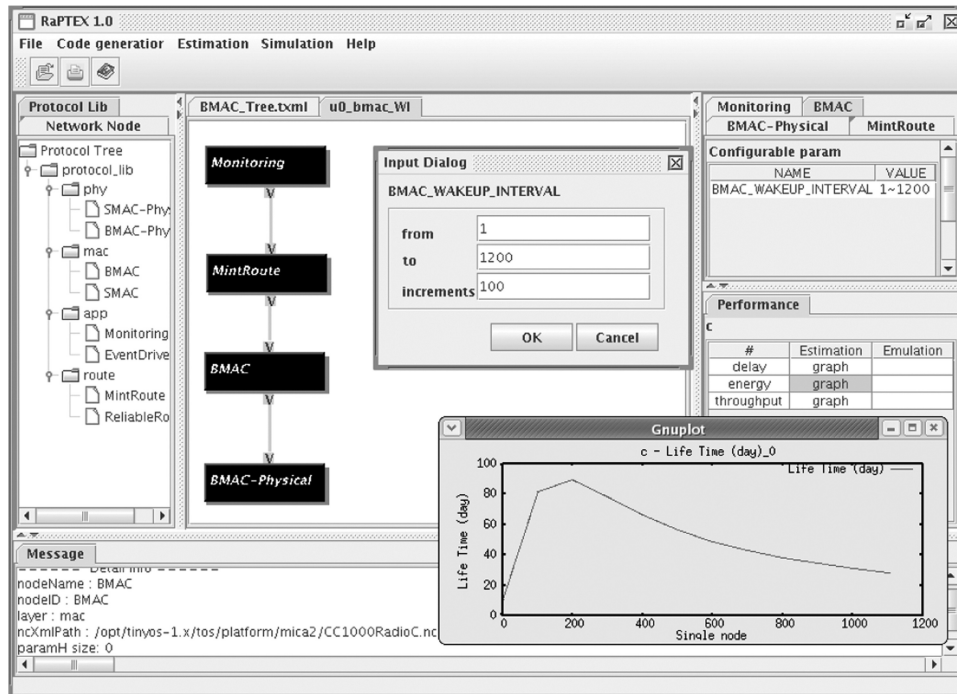 RaPTEX 1.0
File Code generatior Estimation Simulation Help
Protocol Lib
Network Node
Protocol Tree
protocol_lib
phy
SMAC-Phy
BMAC-Phy
mac
BMAC
SMAC
app
Monitoring
EventDrive
route
MintRoute
ReliableRo
BMAC_Tree.txml u0_bmac_WI
Monitoring
V
V
MintRoute
V
V
BMAC
V
V
BMAC-Physical
Input Dialog
BMAC_WAKEUP_INTERVAL
from 1
to 1200
increments 100
OK Cancel
Monitoring BMAC
BMAC-Physical MintRoute
Configurable param
NAME VALUE
BMAC_WAKEUP_INTERVAL 1~1200
Performance
c
# Estimation Emulation
delay graph
energy graph
throughput graph
Gnuplot
c - Life Time (day)_0
Life Time (day)
Life Time (day)
100
80
60
40
20
0
0 200 400 600 800 1000 1200
Single node
Message
====== Detail info ======
nodeName : BMAC
nodeID : BMAC
layer : mac
ncXmlPath : /opt/tinyos-1.x/tos/platform/mica2/CC1000RadioC.nc
paramH size: 0